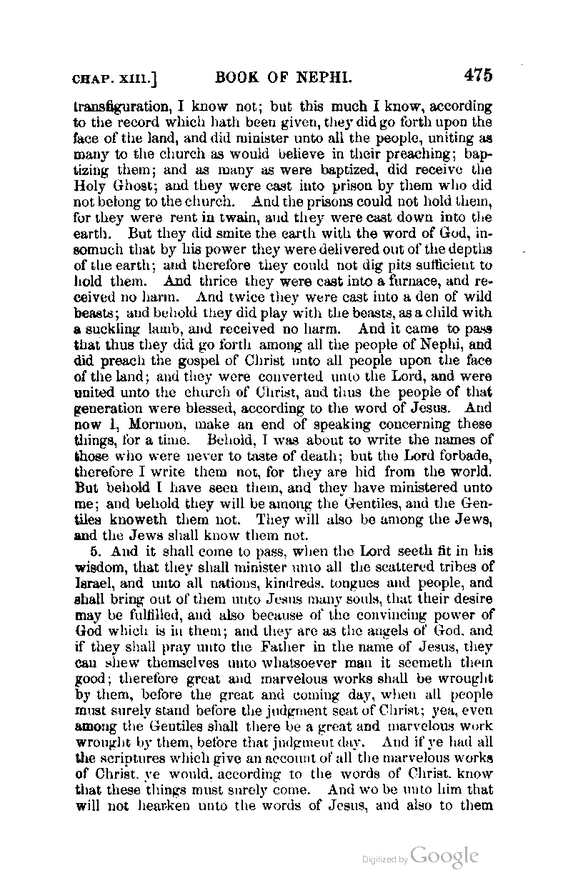 CHAP. XIII.] BOOK OF NEPHI. 475
transfiguration, I know not; but this much I know, according
to the record which hath been given, they did go forth upon the
face of the land, and did minister unto all the people, uniting as
many to the church as would believe in their preaching; bap-
tizing them; and as many as were baptized, did receive the
Holy Ghost; and they were cast into prison by them who did
not belong to the church. And the prisons could not hold them,
for they were rent in twain, and they were cast down into the
earth. But they did smite the earth with the word of God, in-
somuch that by his power they were delivered out of the depths
of the earth; and therefore they could not dig pits sufficient to
hold them. And thrice they were cast into a furnace, and re-
ceived no harm. And twice they were cast into a den of wild
beasts; and behold they did play with the beasts, as a child with
a suckling lamb, and received no harm. And it came to pass
that thus they did go forth among all the people of Nephi, and
did preach the gospel of Christ unto all people upon the face
of the land; and they were converted unto the Lord, and were
united unto the church of Christ, and thus the people of that
generation were blessed, according to the word of Jesus. And
now I, Mormon, make an end of speaking concerning these
things, for a time. Behold, I was about to write the names of
those who were never to taste of death; but the Lord forbade,
therefore I write them not, for they are hid from the world.
But behold I have seen them, and they have ministered unto
me; and behold they will be among the Gentiles, and the Gen-
tiles knoweth them not. They will also be among the Jews,
and the Jews shall know them not.
5. And it shall come to pass, when the Lord seeth fit in his
wisdom, that they shall minister unto all the scattered tribes of
Israel, and unto all nations, kindreds, tongues and people, and
shall bring out of them unto Jesus many souls, that their desire
may be fulfilled, and also because of the convincing power of
God which is in them; and they are as the angels of God, and
if they shall pray unto the Father in the name of Jesus, they
can shew themselves unto whatsoever man it seemeth them
good; therefore great and marvelous works shall be wrought
by them, before the great and coming day, when all people
must surely stand before the judgment seat of Christ; yea, even
among the Gentiles shall there be a great and marvelous work
wrought by them, before that judgment day. And if ye had all
the scriptures which give an account of all the marvelous works
of Christ, ye would, according to the words of Christ, know
that these things must surely come. And wo be unto him that
will not hearken unto the words of Jesus, and also to them
Digitized by Google